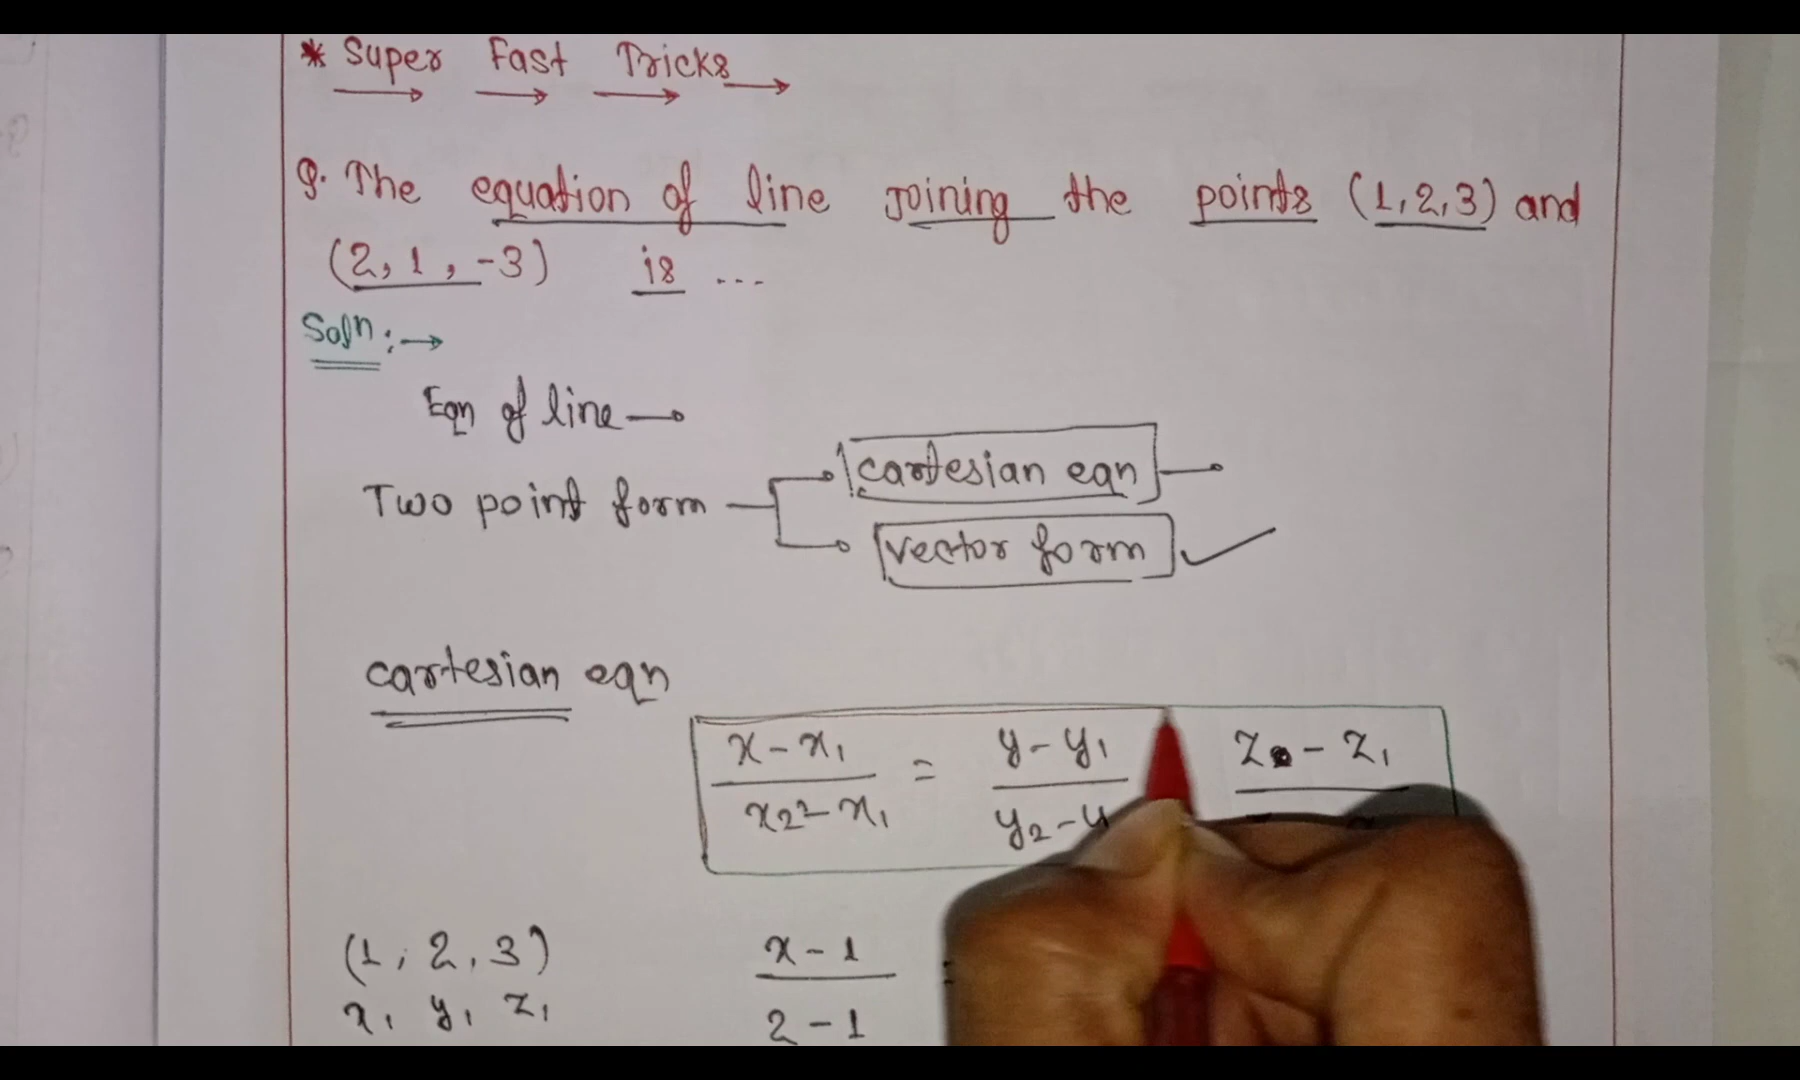 * Super Fast Tricks
Q. The equation of line Joining the points (1, 2, 3) and
(2, 1, -3) is ...
Soln :→
Eqn of line →
Two point form
cartesian eqn
vector form ✓
cartesian eqn
x - x₁ = y - y₁ z - z₁
x₂ - x₁ y₂ - y
(1, 2, 3) x - 1
x₁ y₁ z₁ 2 - 1